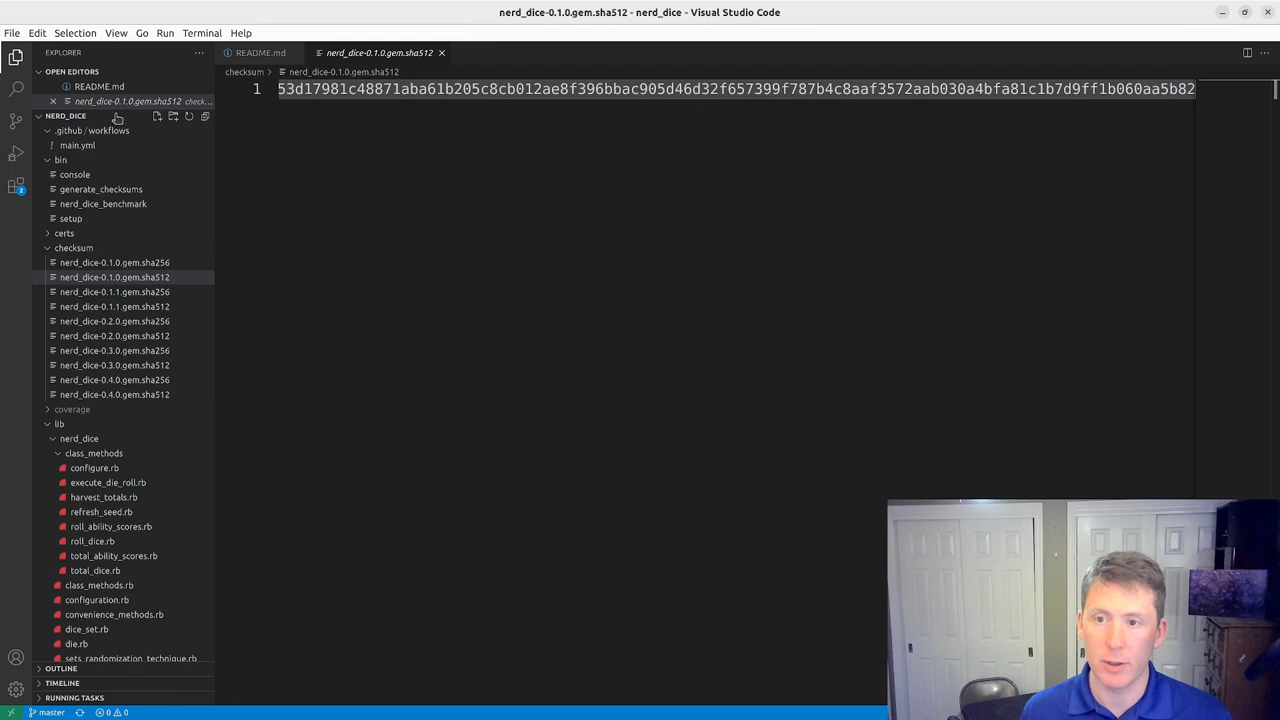 nerd_dice-0.1.0.gem.sha512 - nerd_dice - Visual Studio Code
File Edit Selection View Go Run Terminal Help
EXPLORER
README.md
nerd_dice-0.1.0.gem.sha512
OPEN EDITORS
README.md
nerd_dice-0.1.0.gem.sha512 check...
NERD_DICE
.github / workflows
main.yml
bin
console
generate_checksums
nerd_dice_benchmark
setup
certs
checksum
nerd_dice-0.1.0.gem.sha256
nerd_dice-0.1.0.gem.sha512
nerd_dice-0.1.1.gem.sha256
nerd_dice-0.1.1.gem.sha512
nerd_dice-0.2.0.gem.sha256
nerd_dice-0.2.0.gem.sha512
nerd_dice-0.3.0.gem.sha256
nerd_dice-0.3.0.gem.sha512
nerd_dice-0.4.0.gem.sha256
nerd_dice-0.4.0.gem.sha512
coverage
lib
nerd_dice
class_methods
configure.rb
execute_die_roll.rb
harvest_totals.rb
refresh_seed.rb
roll_ability_scores.rb
roll_dice.rb
total_ability_scores.rb
total_dice.rb
class_methods.rb
configuration.rb
convenience_methods.rb
dice_set.rb
die.rb
sets_randomization_technique.rb
OUTLINE
TIMELINE
RUNNING TASKS
2
master 0 0
checksum > nerd_dice-0.1.0.gem.sha512
1 53d17981c48871aba61b205c8cb012ae8f396bbac905d46d32f657399f787b4c8aaf3572aab030a4bfa81c1b7d9ff1b060aa5b82